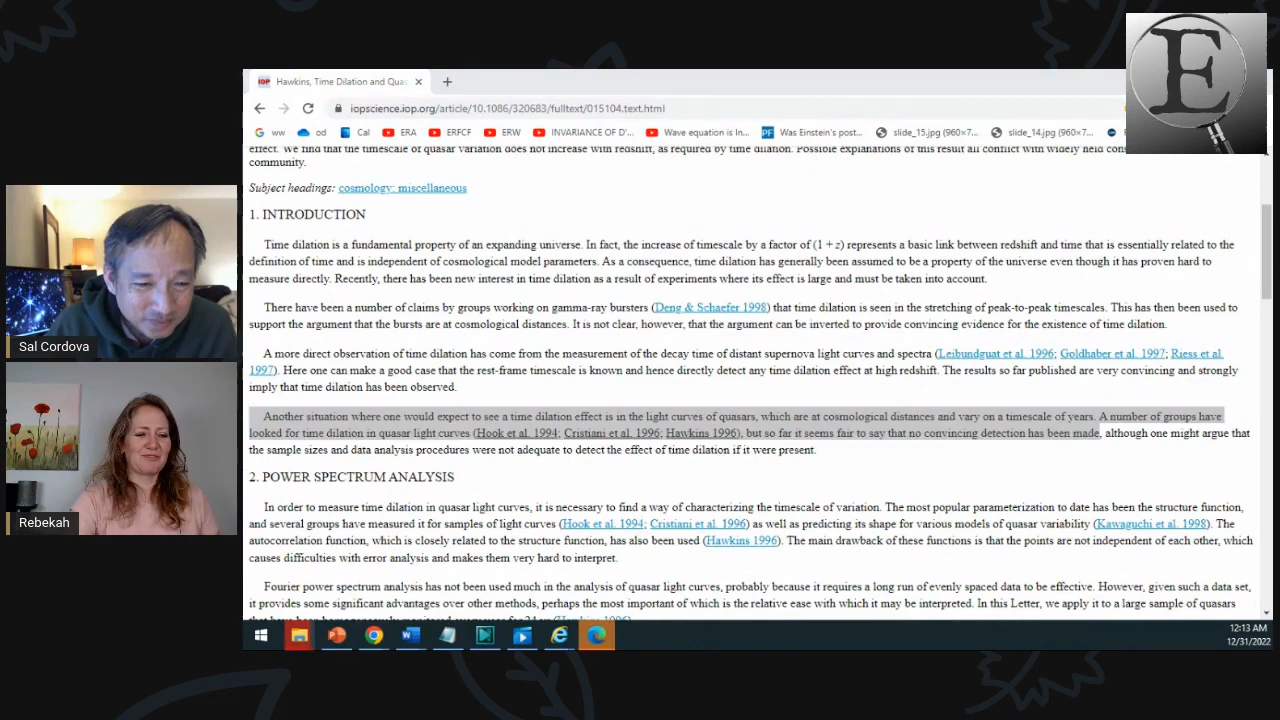 E
Hawkins, Time Dilation and Qua
iopscience.iop.org/article/10.1086/320683/fulltext/015104.text.html
ww od Cal ERA ERFCF ERW INVARIANCE OF D'... Wave equation is In... Was Einstein's post... slide_15.jpg (960×7... slide_14.jpg (960×7...
effect. We find that the timescale of quasar variation does not increase with redshift, as required by time dilation. Possible explanations of this result all conflict with widely held
community.
Subject headings: cosmology: miscellaneous
1. INTRODUCTION
Time dilation is a fundamental property of an expanding universe. In fact, the increase of timescale by a factor of (1 + z) represents a basic link between redshift and time that is essentially related to the
definition of time and is independent of cosmological model parameters. As a consequence, time dilation has generally been assumed to be a property of the universe even though it has proven hard to
measure directly. Recently, there has been new interest in time dilation as a result of experiments where its effect is large and must be taken into account.
There have been a number of claims by groups working on gamma-ray bursters (Deng & Schaefer 1998) that time dilation is seen in the stretching of peak-to-peak timescales. This has then been used to
support the argument that the bursts are at cosmological distances. It is not clear, however, that the argument can be inverted to provide convincing evidence for the existence of time dilation.
A more direct observation of time dilation has come from the measurement of the decay time of distant supernova light curves and spectra (Leibundguat et al. 1996; Goldhaber et al. 1997; Riess et al.
1997). Here one can make a good case that the rest-frame timescale is known and hence directly detect any time dilation effect at high redshift. The results so far published are very convincing and strongly
imply that time dilation has been observed.
Another situation where one would expect to see a time dilation effect is in the light curves of quasars, which are at cosmological distances and vary on a timescale of years. A number of groups have
looked for time dilation in quasar light curves (Hook et al. 1994; Cristiani et al. 1996; Hawkins 1996), but so far it seems fair to say that no convincing detection has been made, although one might argue that
the sample sizes and data analysis procedures were not adequate to detect the effect of time dilation if it were present.
2. POWER SPECTRUM ANALYSIS
In order to measure time dilation in quasar light curves, it is necessary to find a way of characterizing the timescale of variation. The most popular parameterization to date has been the structure function,
and several groups have measured it for samples of light curves (Hook et al. 1994; Cristiani et al. 1996) as well as predicting its shape for various models of quasar variability (Kawaguchi et al. 1998). The
autocorrelation function, which is closely related to the structure function, has also been used (Hawkins 1996). The main drawback of these functions is that the points are not independent of each other, which
causes difficulties with error analysis and makes them very hard to interpret.
Fourier power spectrum analysis has not been used much in the analysis of quasar light curves, probably because it requires a long run of evenly spaced data to be effective. However, given such a data set,
it provides some significant advantages over other methods, perhaps the most important of which is the relative ease with which it may be interpreted. In this Letter, we apply it to a large sample of quasars
Sal Cordova
Rebekah
12:13 AM
12/31/2022